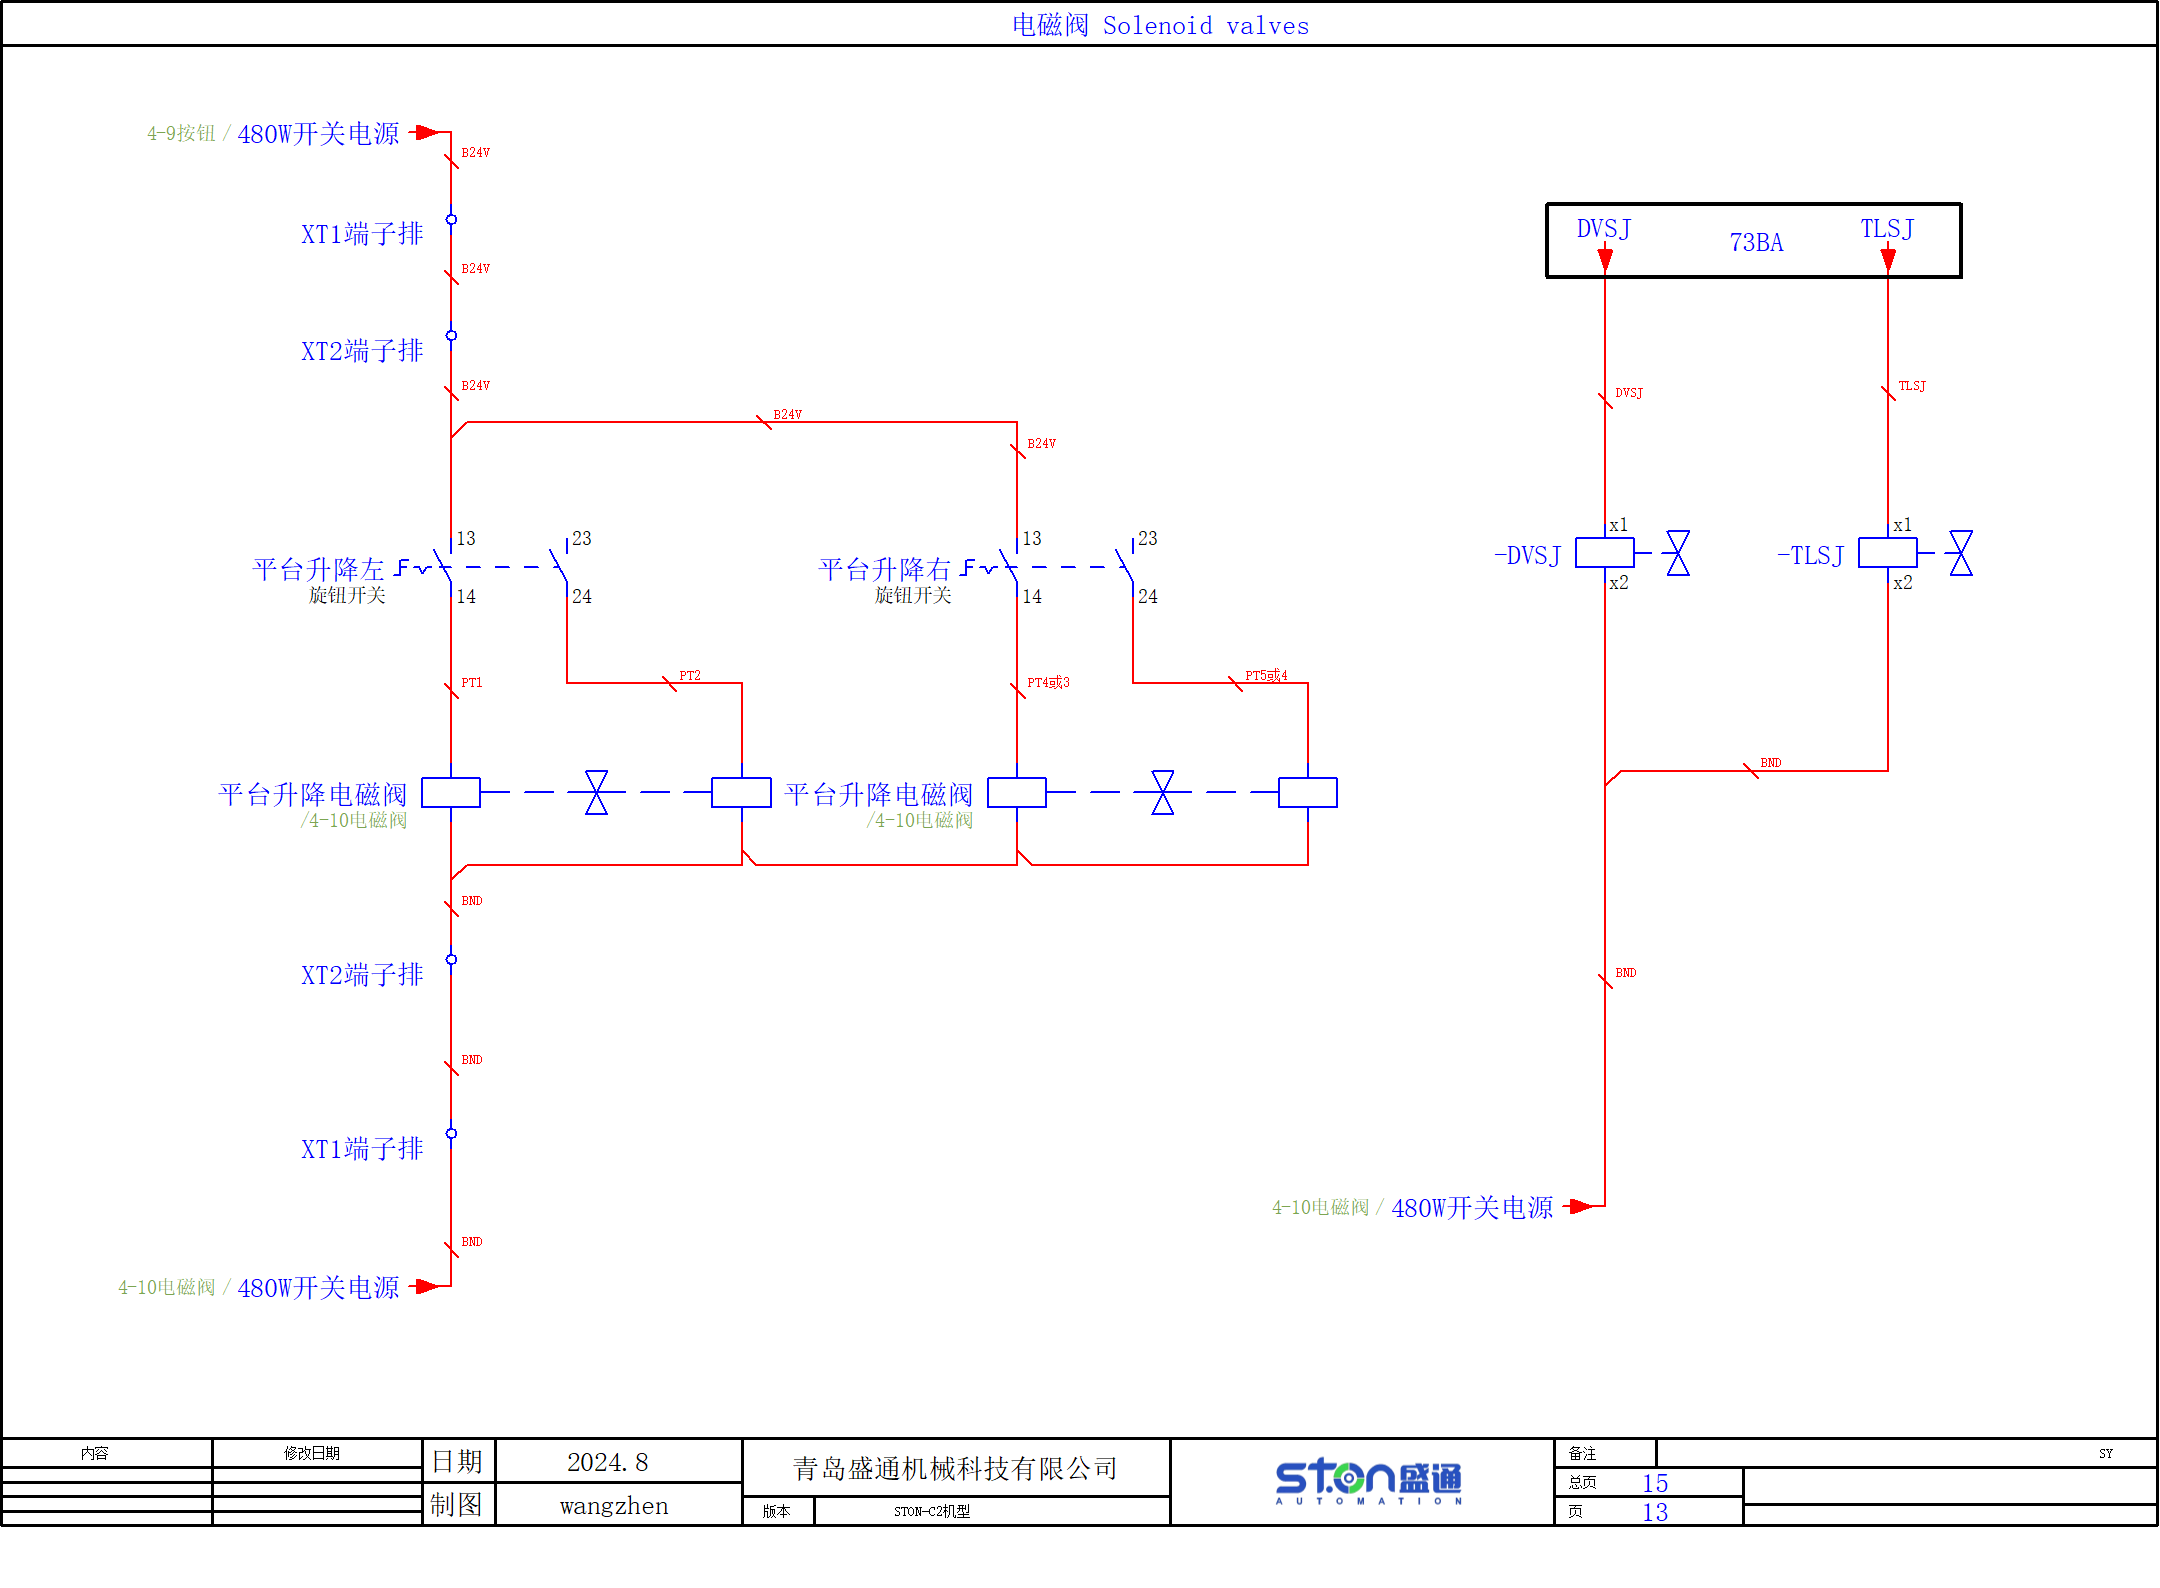 电磁阀 Solenoid valves
4-9按钮 / 480W开关电源
B24V
XT1端子排
B24V
XT2端子排
B24V
B24V
B24V
13
23
平台升降左
旋钮开关
14
24
13
23
平台升降右
旋钮开关
14
24
PT1
PT2
PT4或3
PT5或4
平台升降电磁阀
/4-10电磁阀
平台升降电磁阀
/4-10电磁阀
BND
XT2端子排
BND
XT1端子排
BND
4-10电磁阀 / 480W开关电源
DVSJ
73BA
TLSJ
DVSJ
TLSJ
x1
-DVSJ
x2
x1
-TLSJ
x2
BND
BND
4-10电磁阀 / 480W开关电源
内容
修改日期
日期
2024.8
制图
wangzhen
青岛盛通机械科技有限公司
版本
STON-C2机型
STON盛通
AUTOMATION
备注
SY
总页
15
页
13